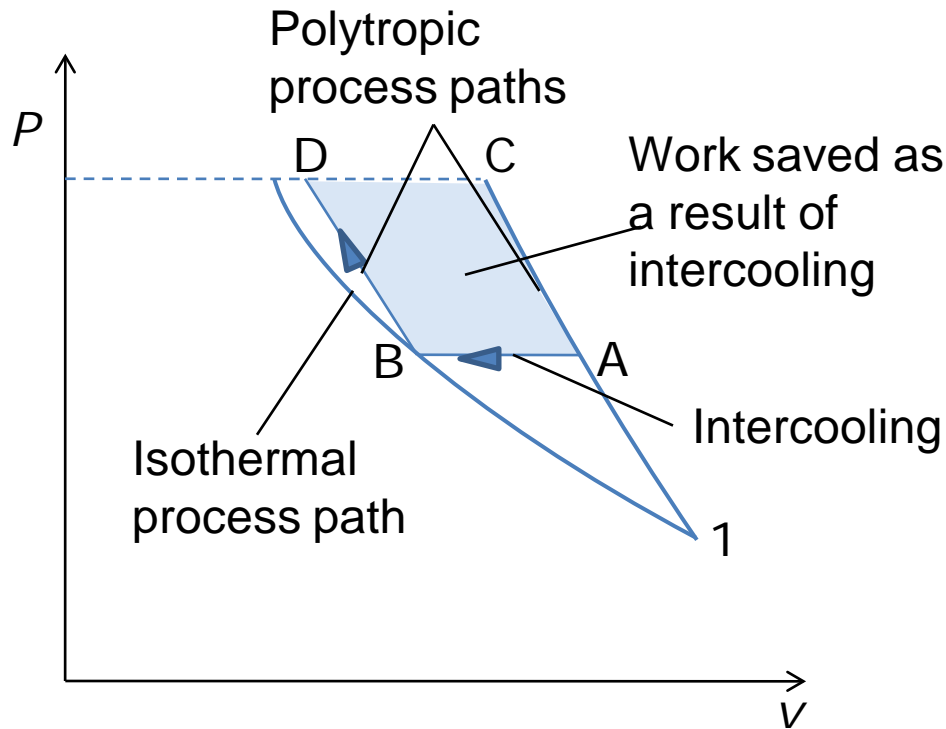 Polytropic
process paths
P
D
C
Work saved as
a result of
intercooling
B
A
Intercooling
Isothermal
process path
1
V